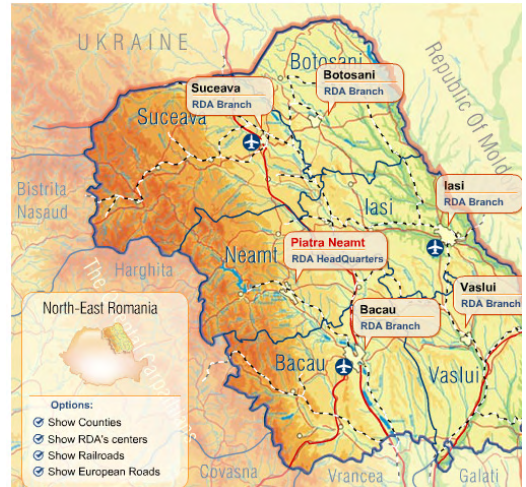 UKRAINE
Botosani
Republic Of Mold
Suceava
RDA Branch
Botosani
RDA Branch
Suceava
Bistrita
Nasaud
Iasi
Iasi
RDA Branch
Neamt
Piatra Neamt
RDA HeadQuarters
Harghita
The
North-East Romania
Bacau
RDA Branch
Vaslui
RDA Branch
Bacau
Vaslui
Options:
Show Counties
Show RDA's centers
Show Railroads
Show European Roads
Covasna
Vrancea
Galati